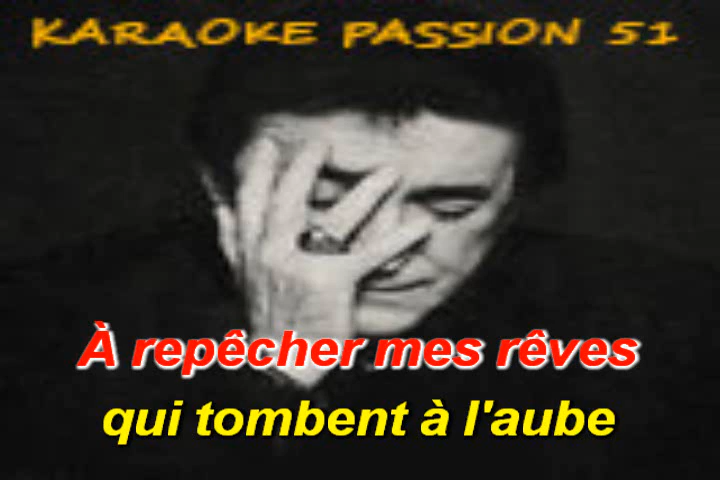 KARAOKE PASSION 51
À repêcher mes rêves
qui tombent à l'aube